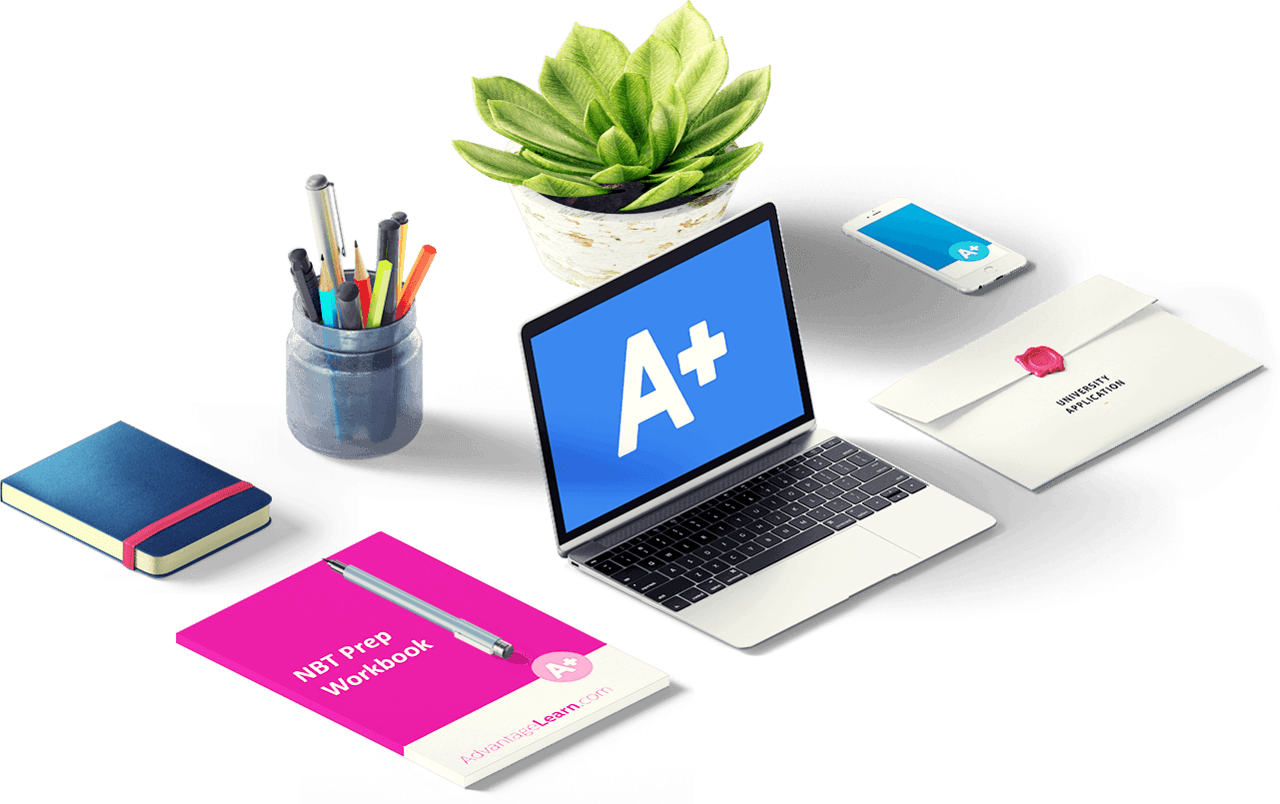 A+
A+
UNIVERSITY
APPLICATION
NBT Prep
Workbook
A+
AdvantageLearn.com